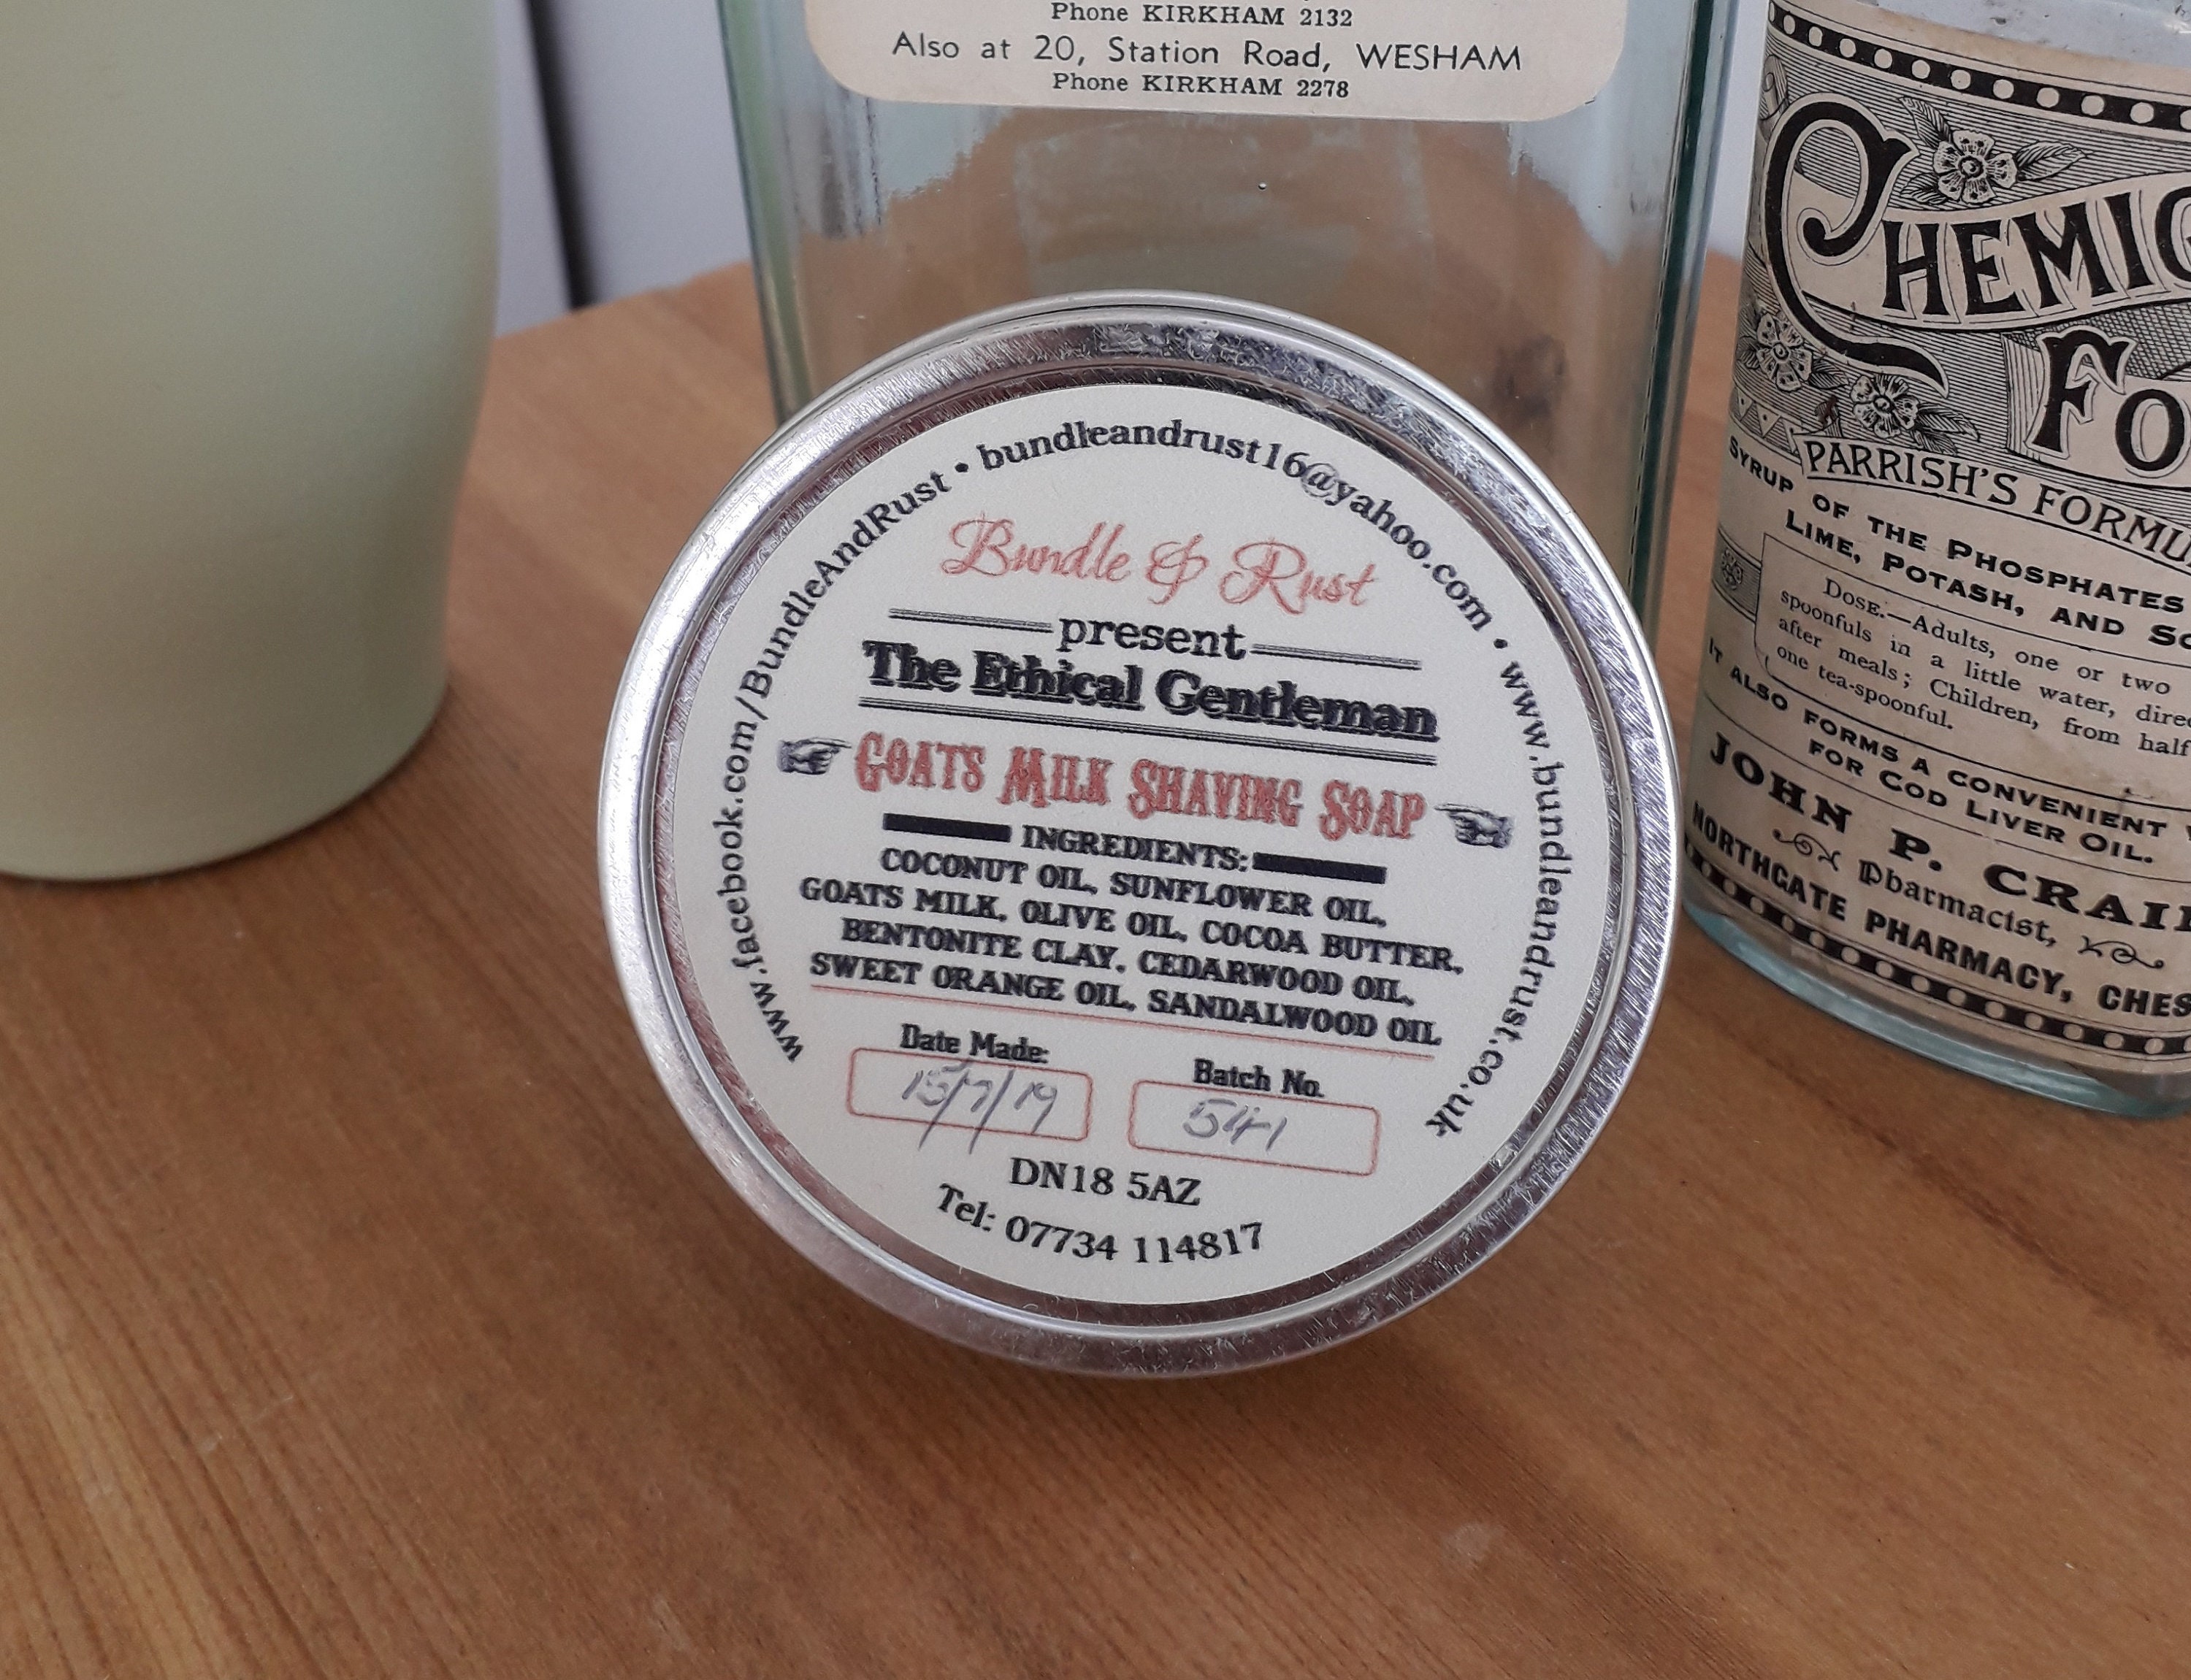 Phone KIRKHAM 2132
Also at 20, Station Road, WESHAM
Phone KIRKHAM 2278
www.facebook.com/BundleAndRust • bundleandrust16@yahoo.com • www.bundleandrust.co.uk
Bundle & Rust
present
The Ethical Gentleman
GOATS MILK SHAVING SOAP
INGREDIENTS:
COCONUT OIL, SUNFLOWER OIL,
GOATS MILK, OLIVE OIL, COCOA BUTTER,
BENTONITE CLAY, CEDARWOOD OIL,
SWEET ORANGE OIL, SANDALWOOD OIL
Date Made: Batch No.
15/7/19 541
DN18 5AZ
Tel: 07734 114817
CHEMIC
FO
PARRISH'S FORMU
SYRUP OF THE PHOSPHATES
LIME, POTASH, AND SO
DOSE.—Adults, one or two
spoonfuls in a little water, direc
after meals; Children, from half
one tea-spoonful.
IT ALSO FORMS A CONVENIENT
FOR COD LIVER OIL.
JOHN P. CRAI
Pharmacist,
NORTHGATE PHARMACY, CHES